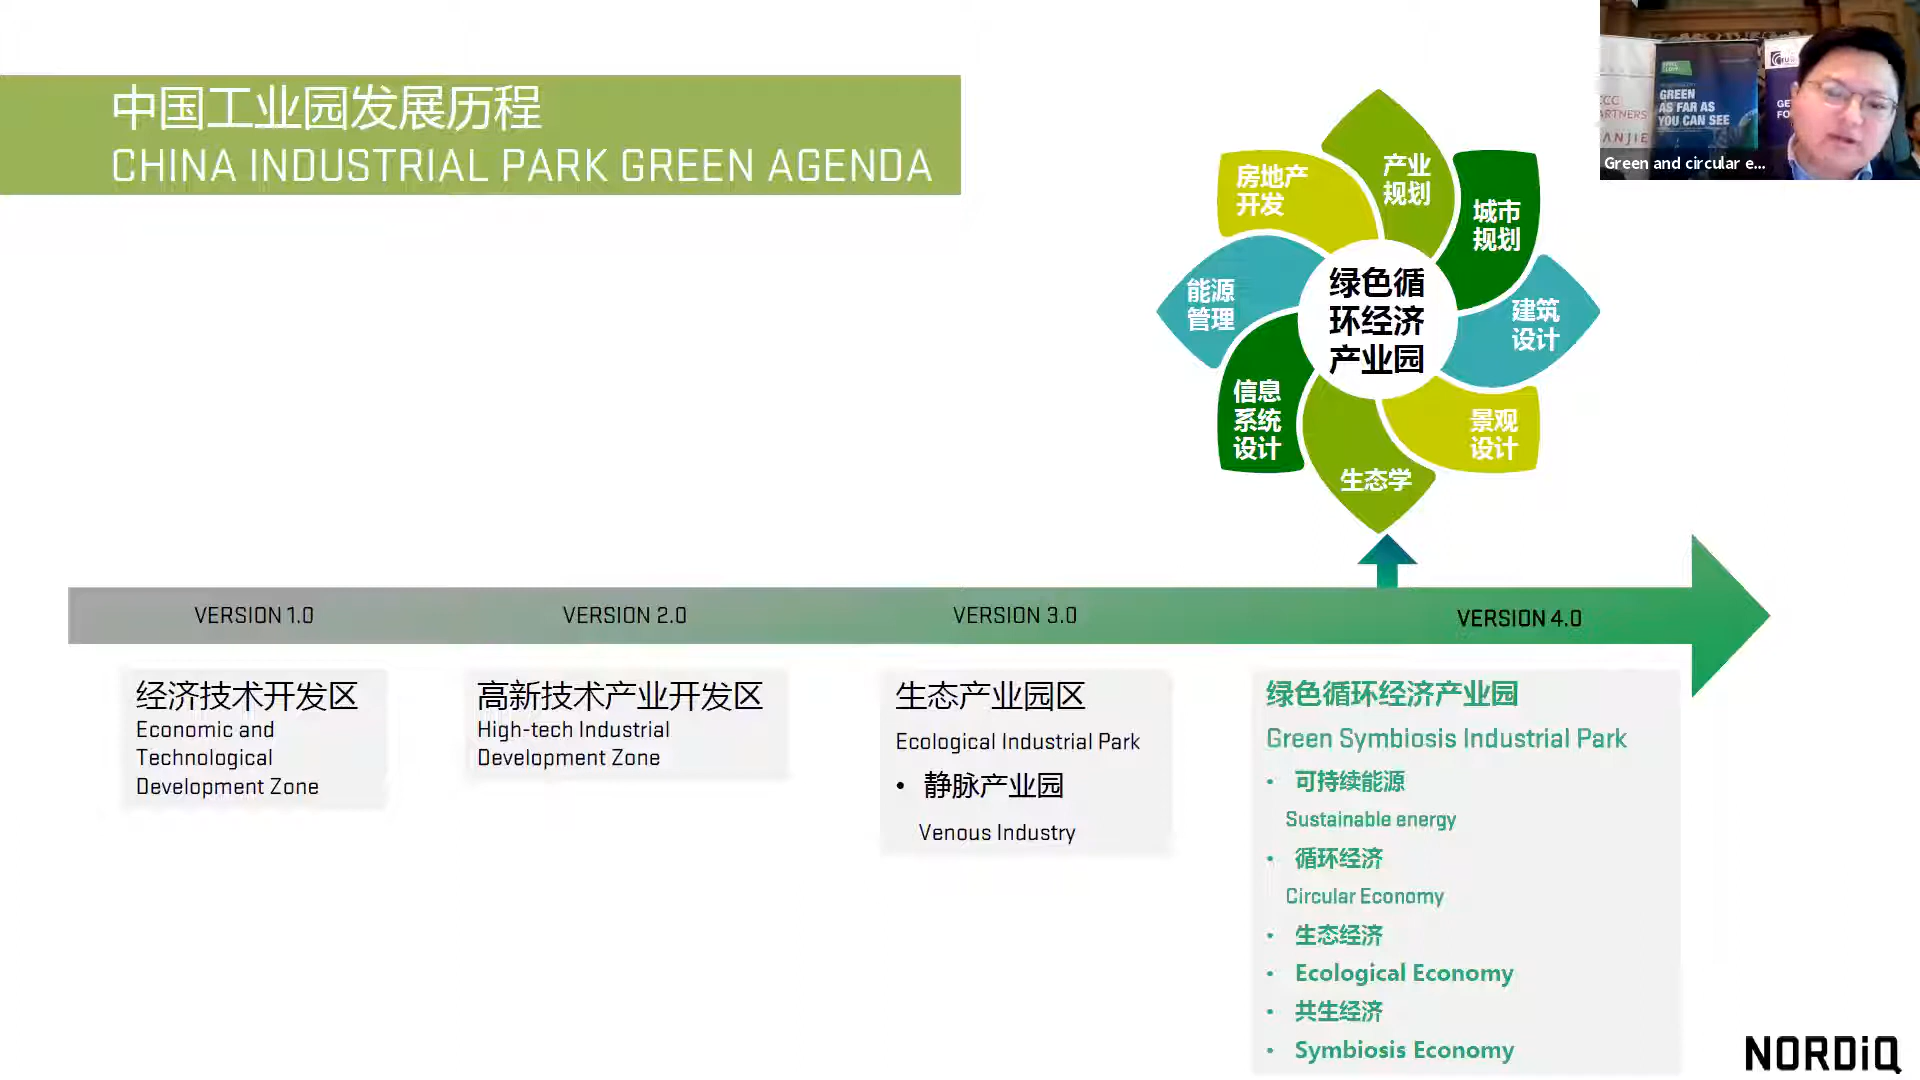 中国工业园发展历程
CHINA INDUSTRIAL PARK GREEN AGENDA
GREEN
AS FAR AS
YOU CAN SEE
Green and circular e...
产业
规划
城市
规划
建筑
设计
景观
设计
生态学
信息
系统
设计
能源
管理
房地产
开发
绿色循
环经济
产业园
VERSION 1.0
VERSION 2.0
VERSION 3.0
VERSION 4.0
经济技术开发区
Economic and
Technological
Development Zone
高新技术产业开发区
High-tech Industrial
Development Zone
生态产业园区
Ecological Industrial Park
• 静脉产业园
Venous Industry
绿色循环经济产业园
Green Symbiosis Industrial Park
• 可持续能源
Sustainable energy
• 循环经济
Circular Economy
• 生态经济
• Ecological Economy
• 共生经济
• Symbiosis Economy
NORDiQ